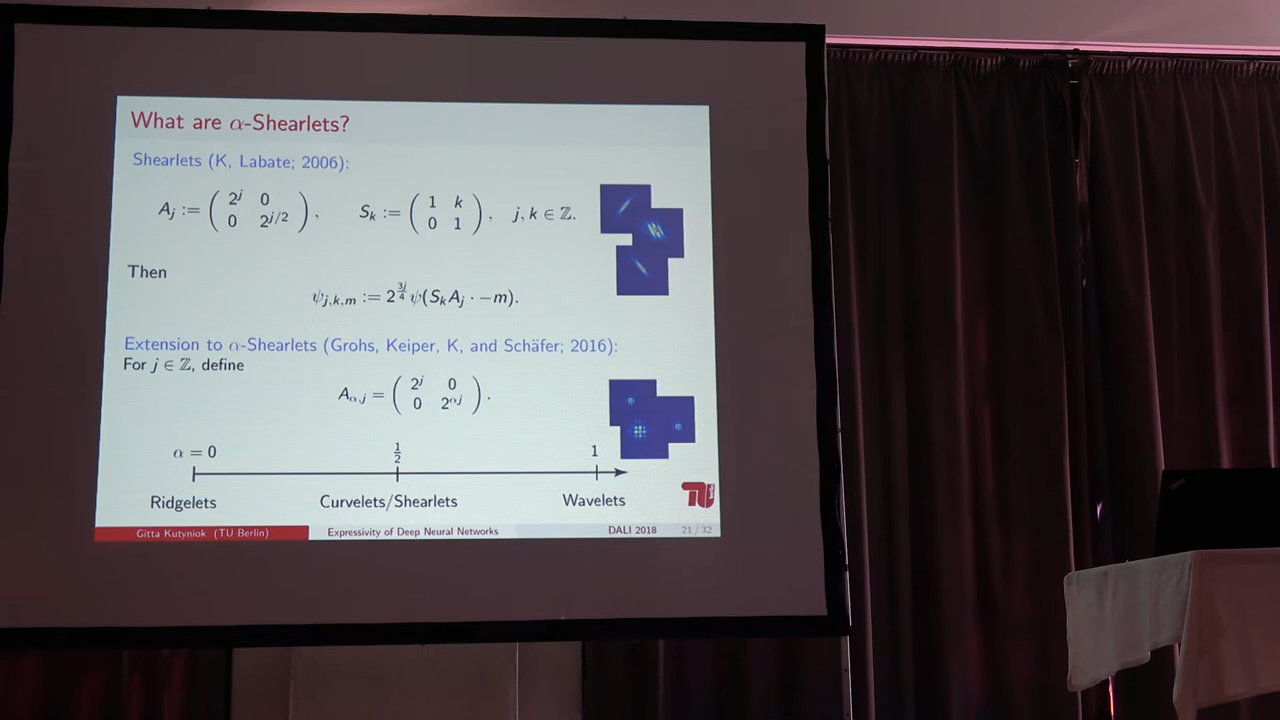 What are α-Shearlets?
Shearlets (K, Labate; 2006):
A_j := ( 2^j 0 ; 0 2^{j/2} ), S_k := ( 1 k ; 0 1 ), j, k ∈ ℤ.
Then
ψ_{j,k,m} := 2^{3j/4} ψ(S_k A_j · −m).
Extension to α-Shearlets (Grohs, Keiper, K, and Schäfer; 2016):
For j ∈ ℤ, define
A_{α,j} = ( 2^j 0 ; 0 2^{αj} ).
α = 0 1/2 1
Ridgelets Curvelets/Shearlets Wavelets
Gitta Kutyniok (TU Berlin) Expressivity of Deep Neural Networks DALI 2018 21 / 32